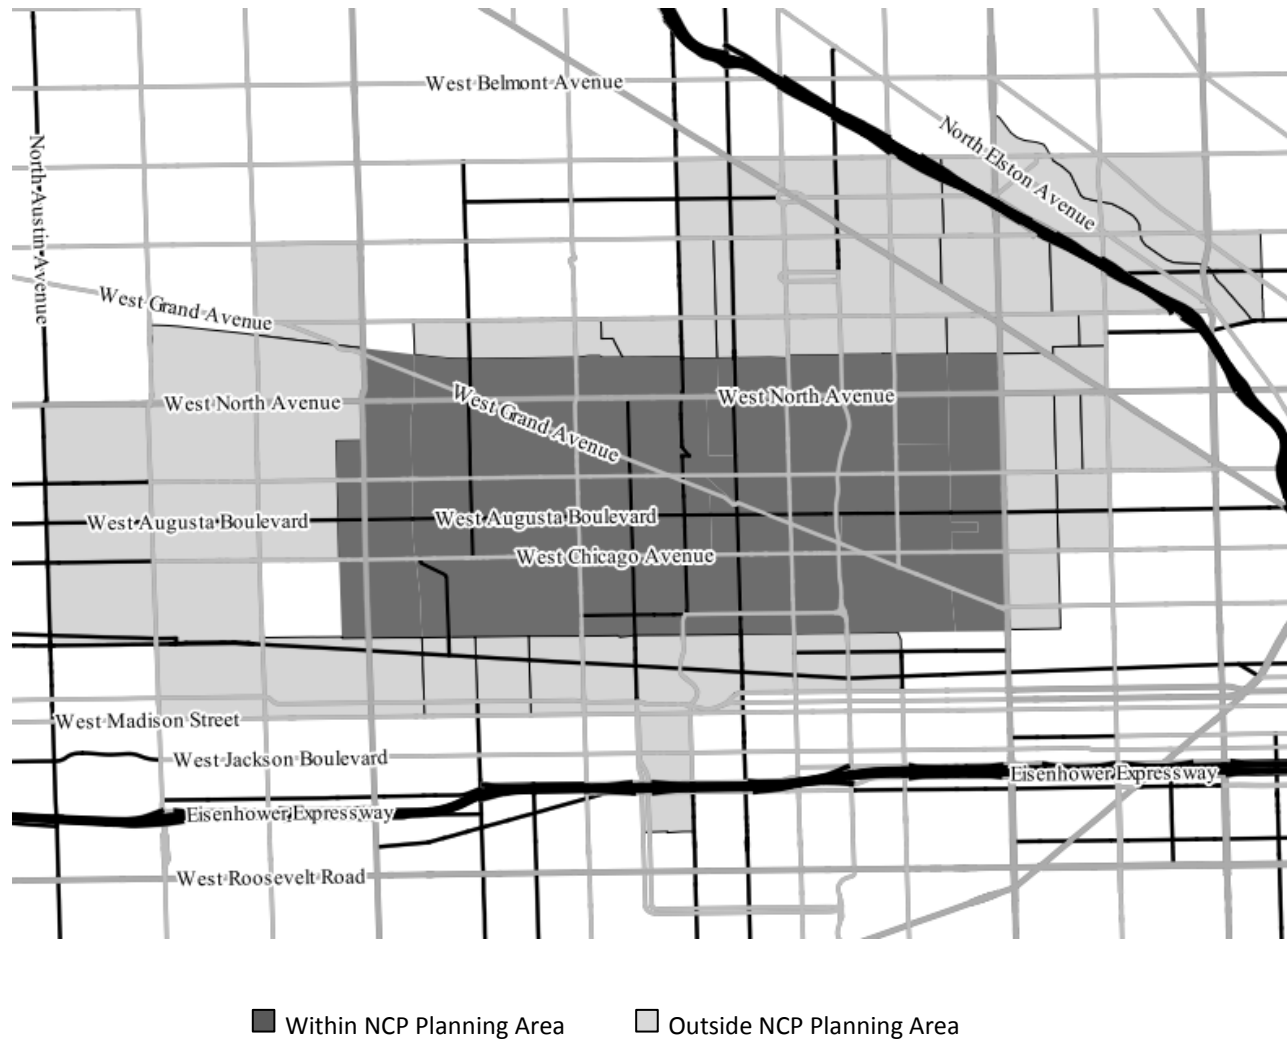 West Belmont Avenue
North Elston Avenue
North Austin Avenue
West Grand Avenue
West North Avenue
West Grand Avenue
West North Avenue
West Augusta Boulevard
West Augusta Boulevard
West Chicago Avenue
West Madison Street
West Jackson Boulevard
Eisenhower Expressway
Eisenhower Expressway
West Roosevelt Road
Within NCP Planning Area
Outside NCP Planning Area